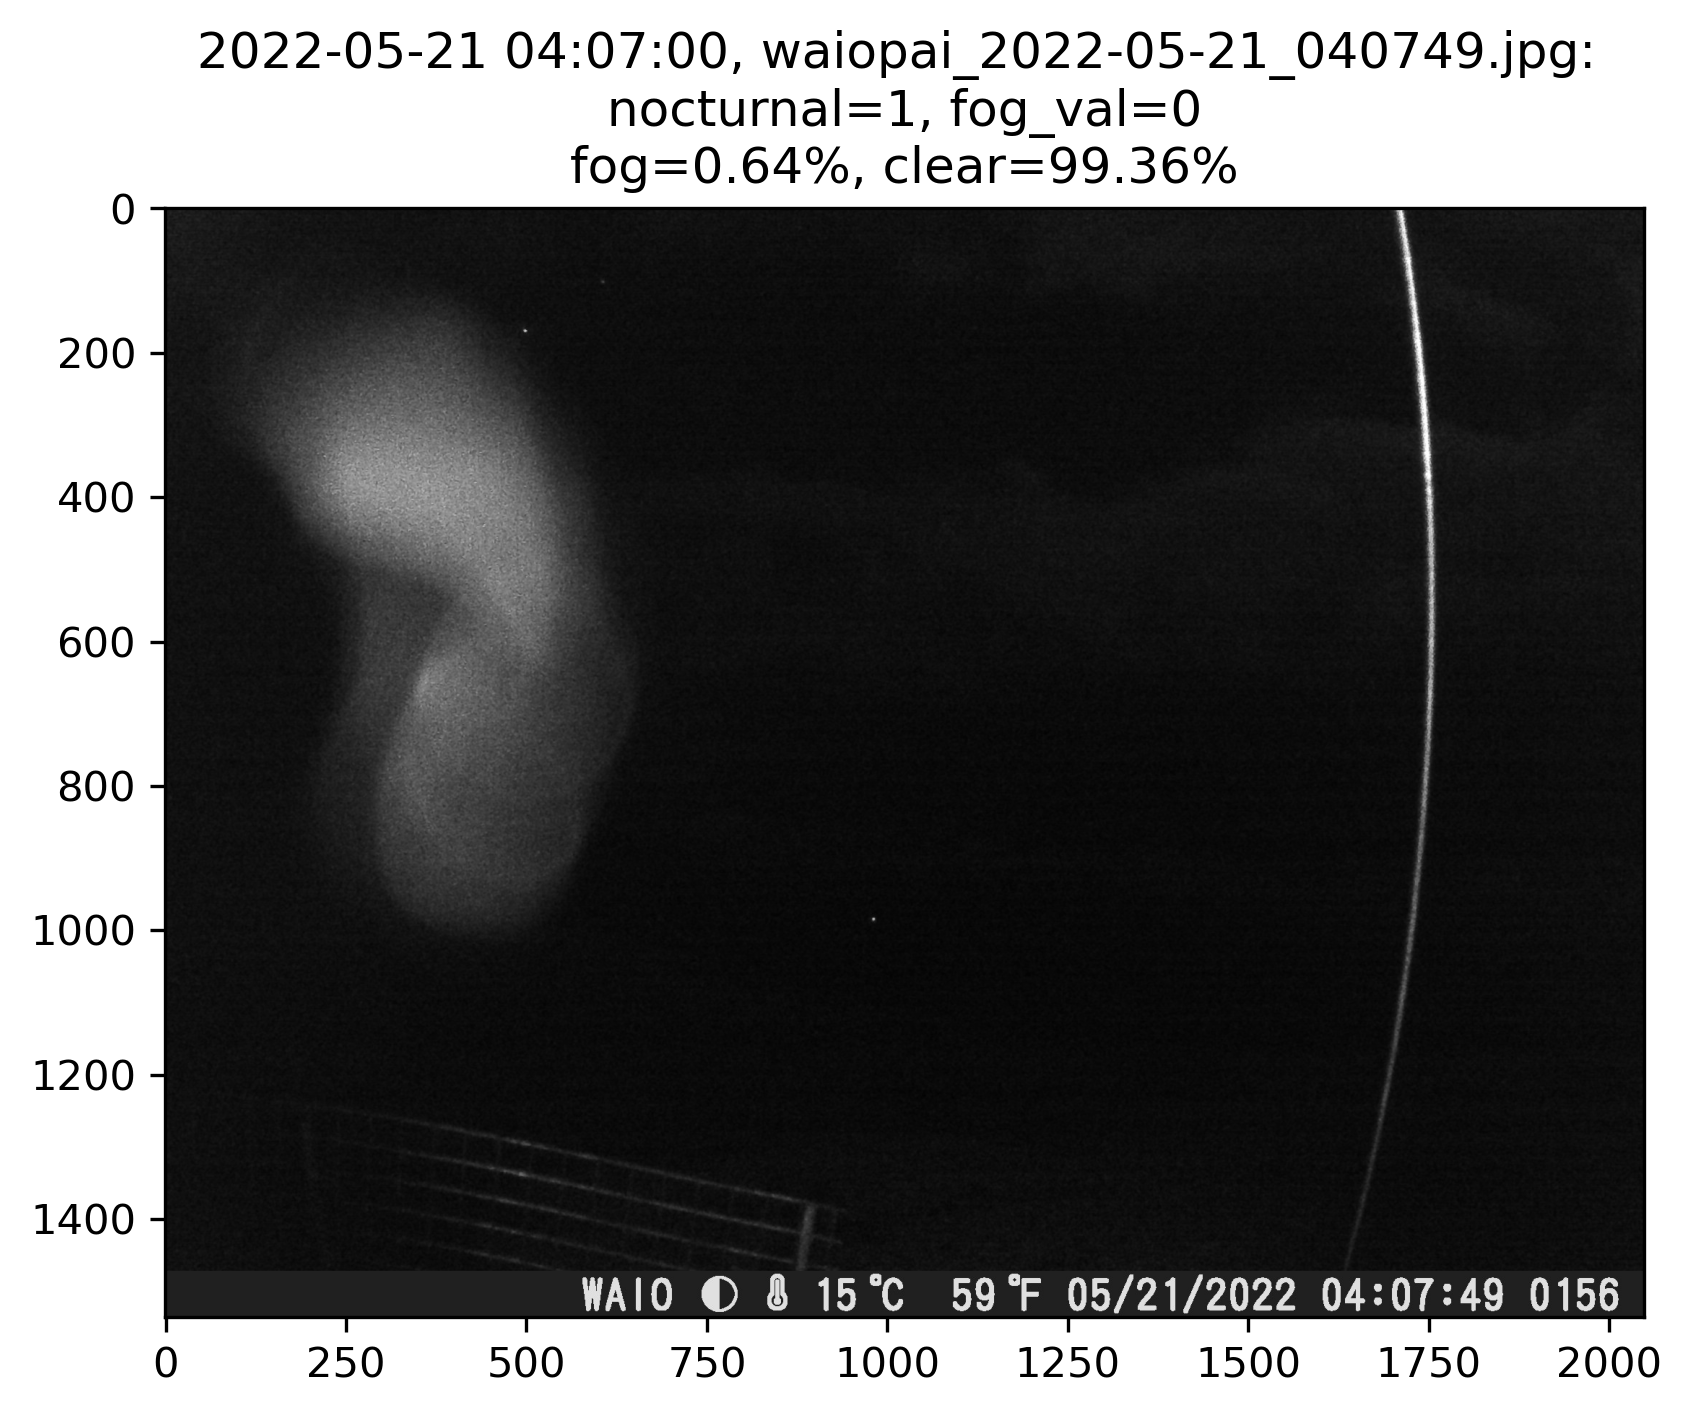 2022-05-21 04:07:00, waiopai_2022-05-21_040749.jpg:
nocturnal=1, fog_val=0
fog=0.64%, clear=99.36%
0
200
400
600
800
1000
1200
1400
WAIO 15°C 59°F 05/21/2022 04:07:49 0156
0 250 500 750 1000 1250 1500 1750 2000